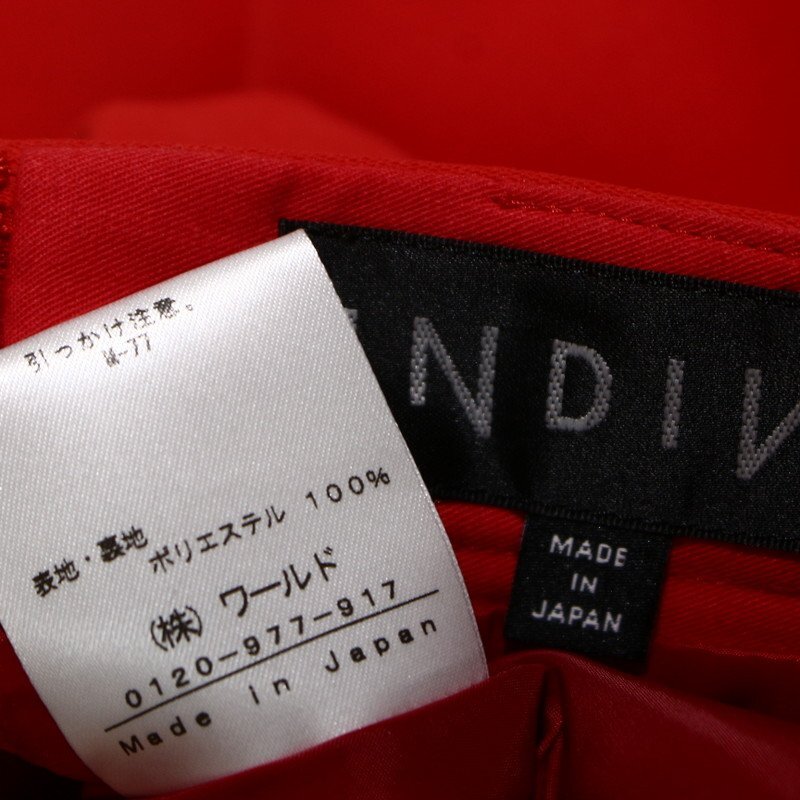 引っかけ注意。
W-77
表地・裏地
ポリエステル 100%
(株) ワールド
0120-977-917
Made in Japan
INDIV
MADE
IN
JAPAN